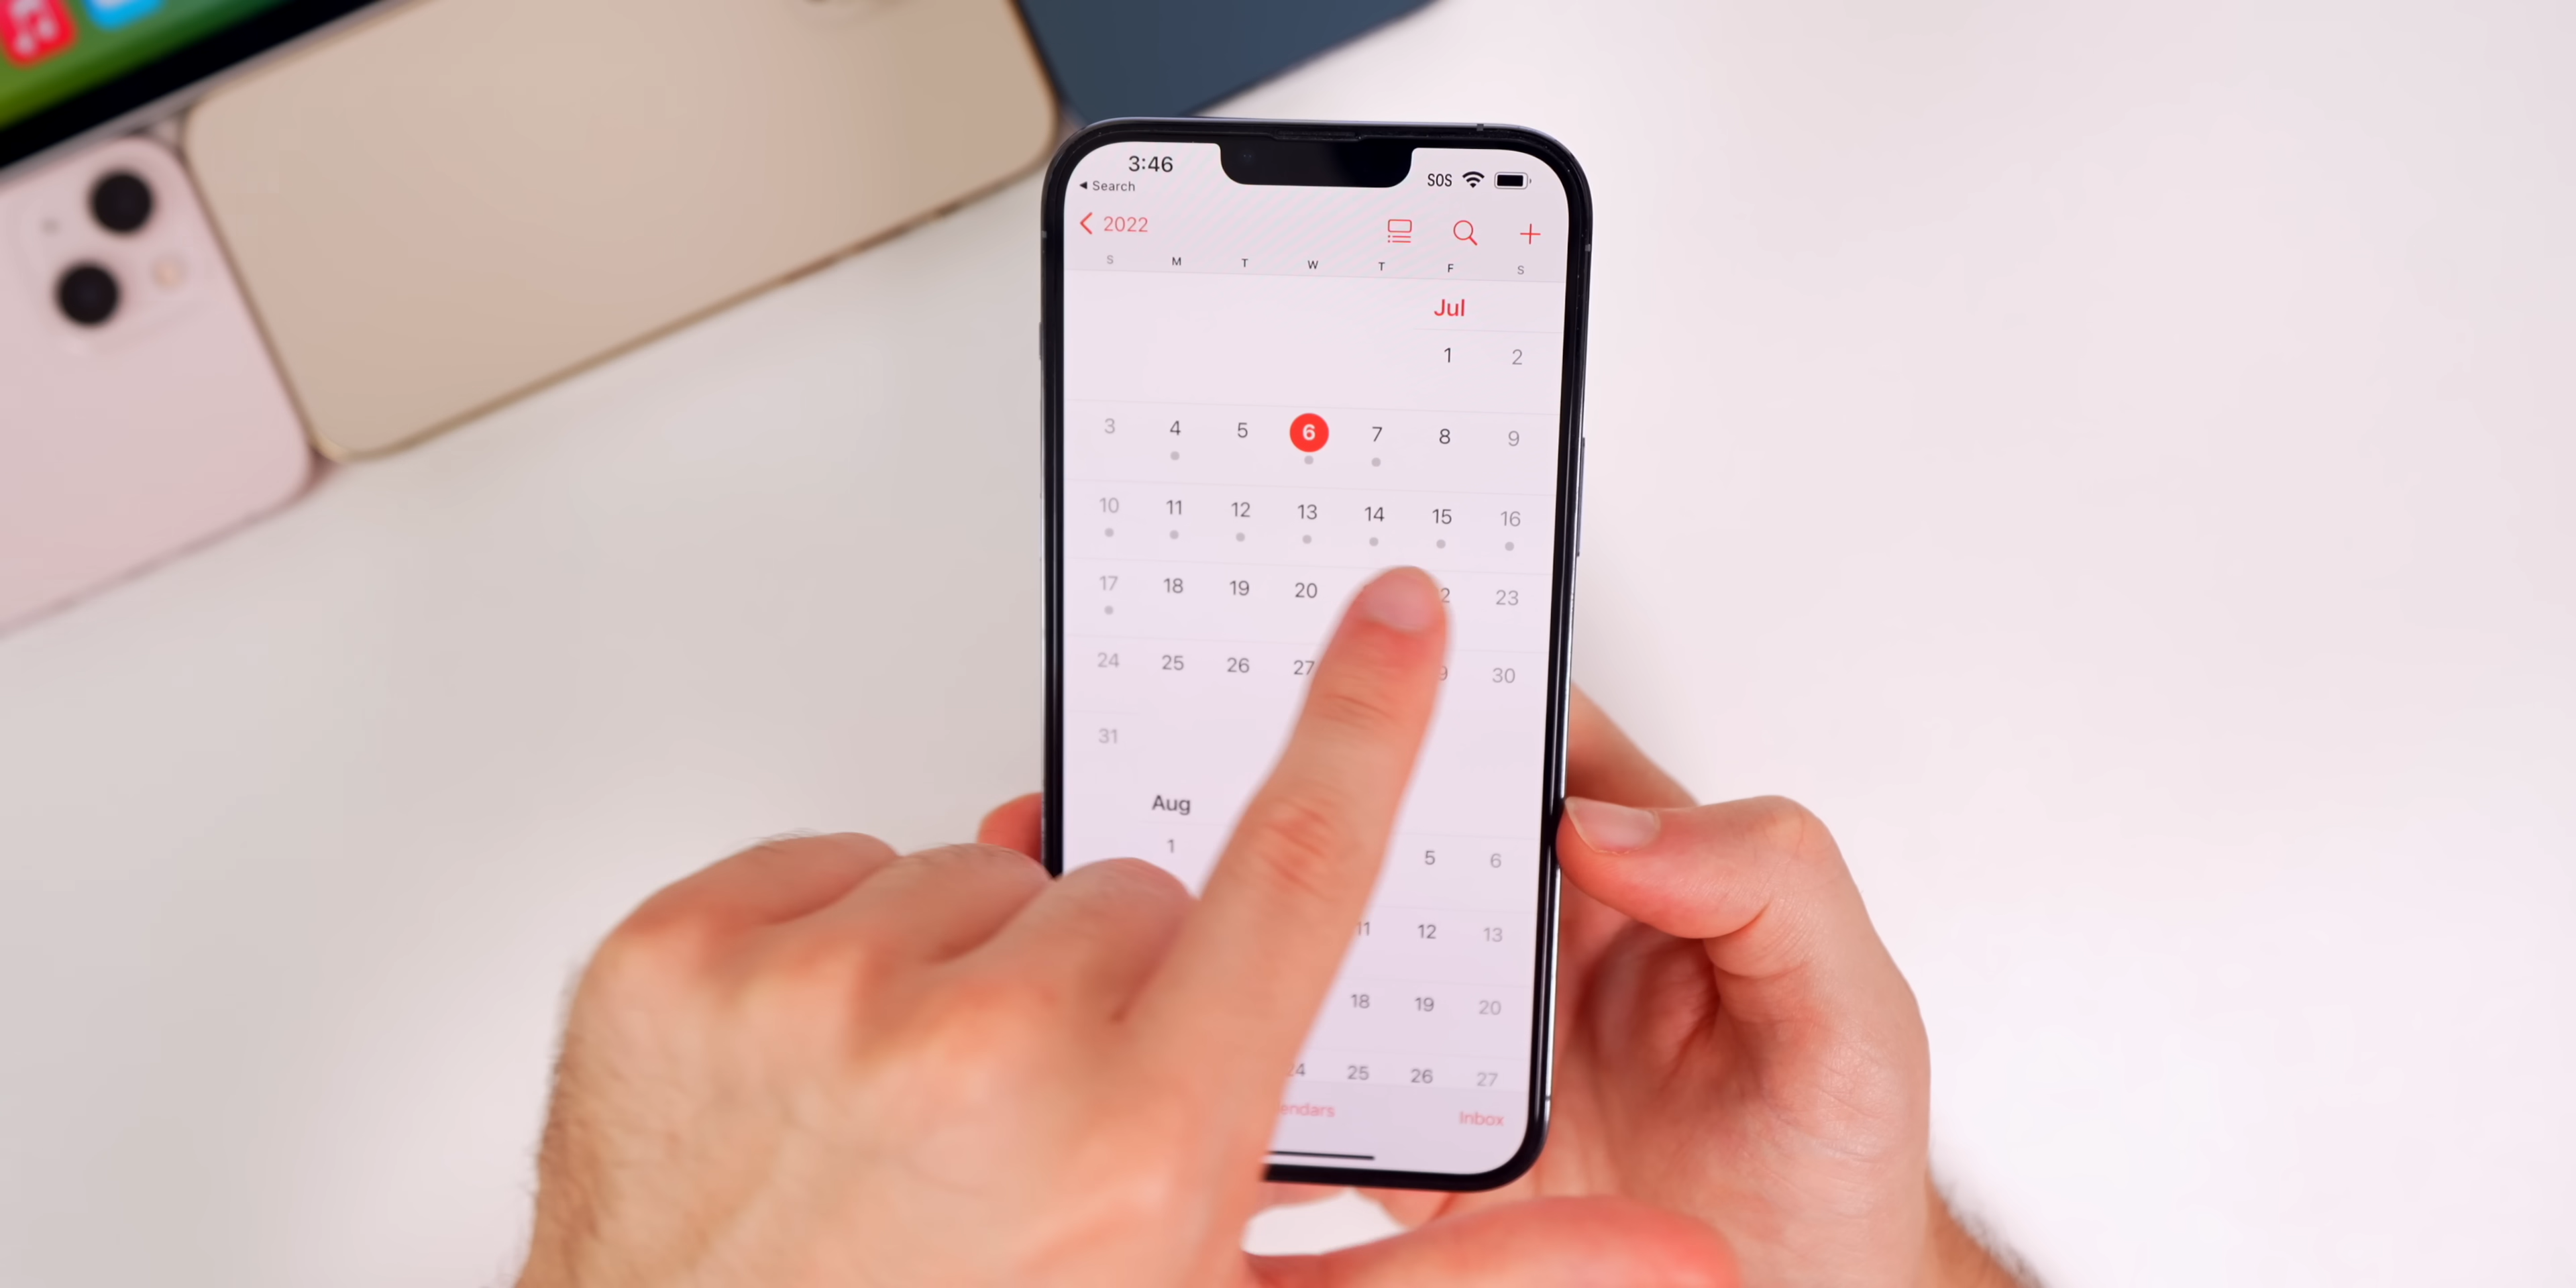 3:46 SOS
◀ Search
2022
S M T W T F S
Jul
1 2
3 4 5 6 7 8 9
10 11 12 13 14 15 16
17 18 19 20 23
24 25 26 27 30
31
Aug
1 5 6
11 12 13
18 19 20
25 26 27
Inbox